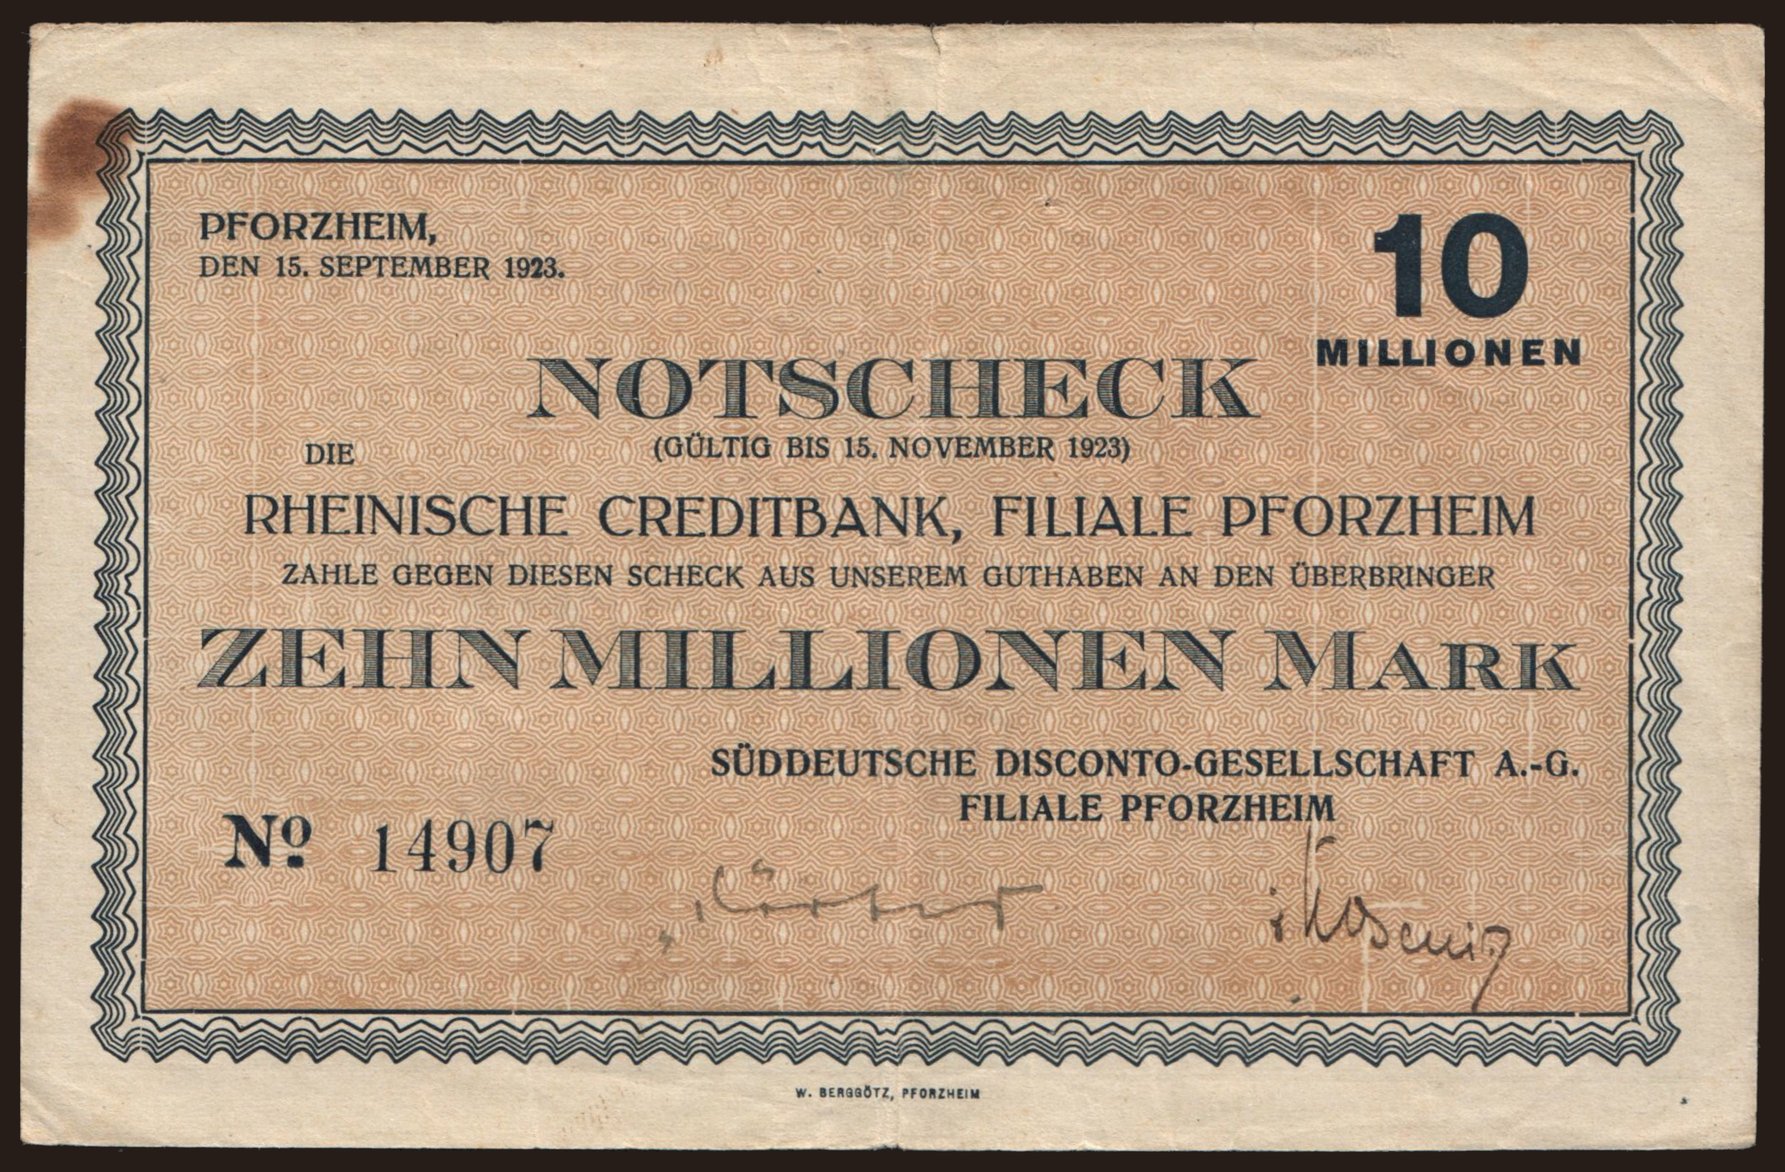 PFORZHEIM,
DEN 15. SEPTEMBER 1923.
10
MILLIONEN
NOTSCHECK
(GÜLTIG BIS 15. NOVEMBER 1923)
DIE
RHEINISCHE CREDITBANK, FILIALE PFORZHEIM
ZAHLE GEGEN DIESEN SCHECK AUS UNSEREM GUTHABEN AN DEN ÜBERBRINGER
ZEHN MILLIONEN MARK
SÜDDEUTSCHE DISCONTO-GESELLSCHAFT A.-G.
FILIALE PFORZHEIM
Nº 14907
W. BERGGÖTZ, PFORZHEIM